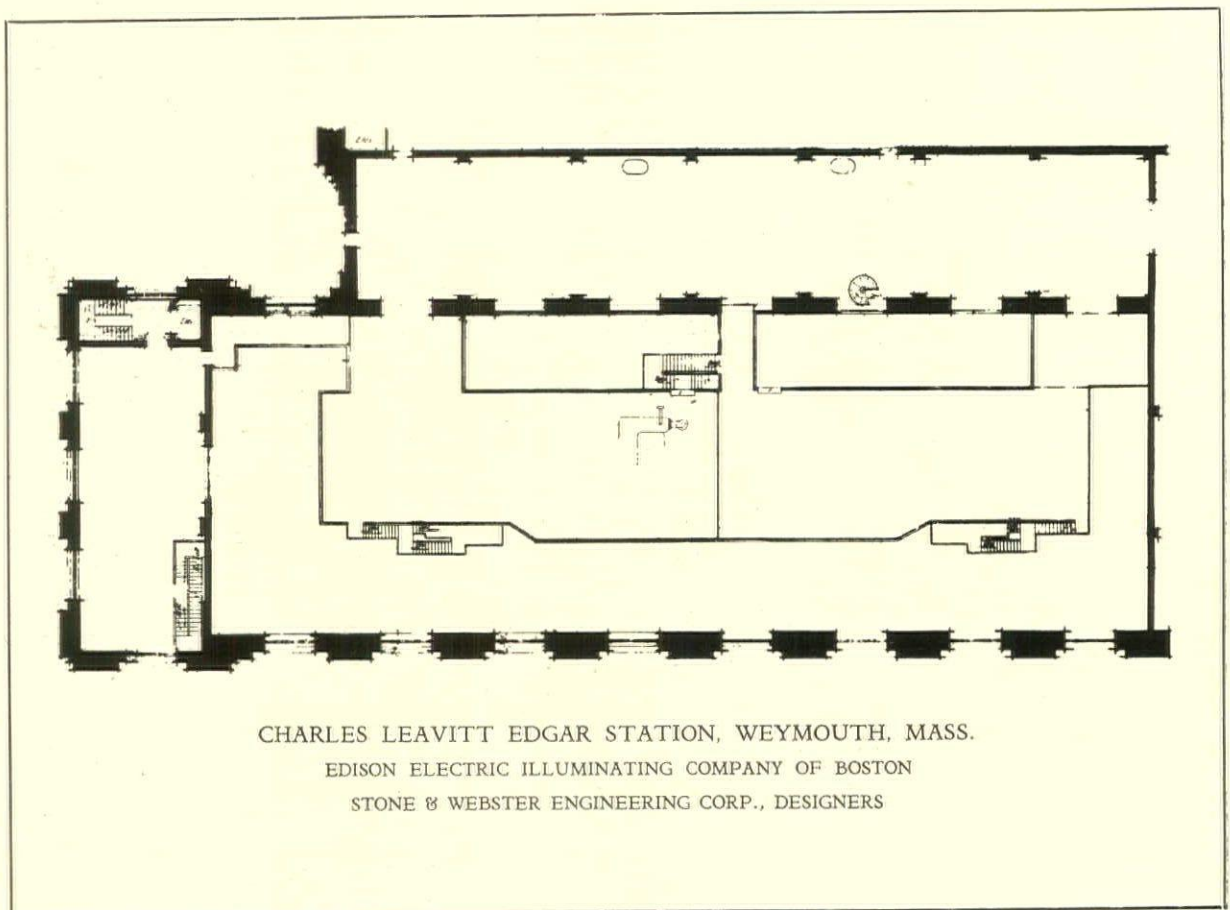 CHARLES LEAVITT EDGAR STATION, WEYMOUTH, MASS.
EDISON ELECTRIC ILLUMINATING COMPANY OF BOSTON
STONE & WEBSTER ENGINEERING CORP., DESIGNERS